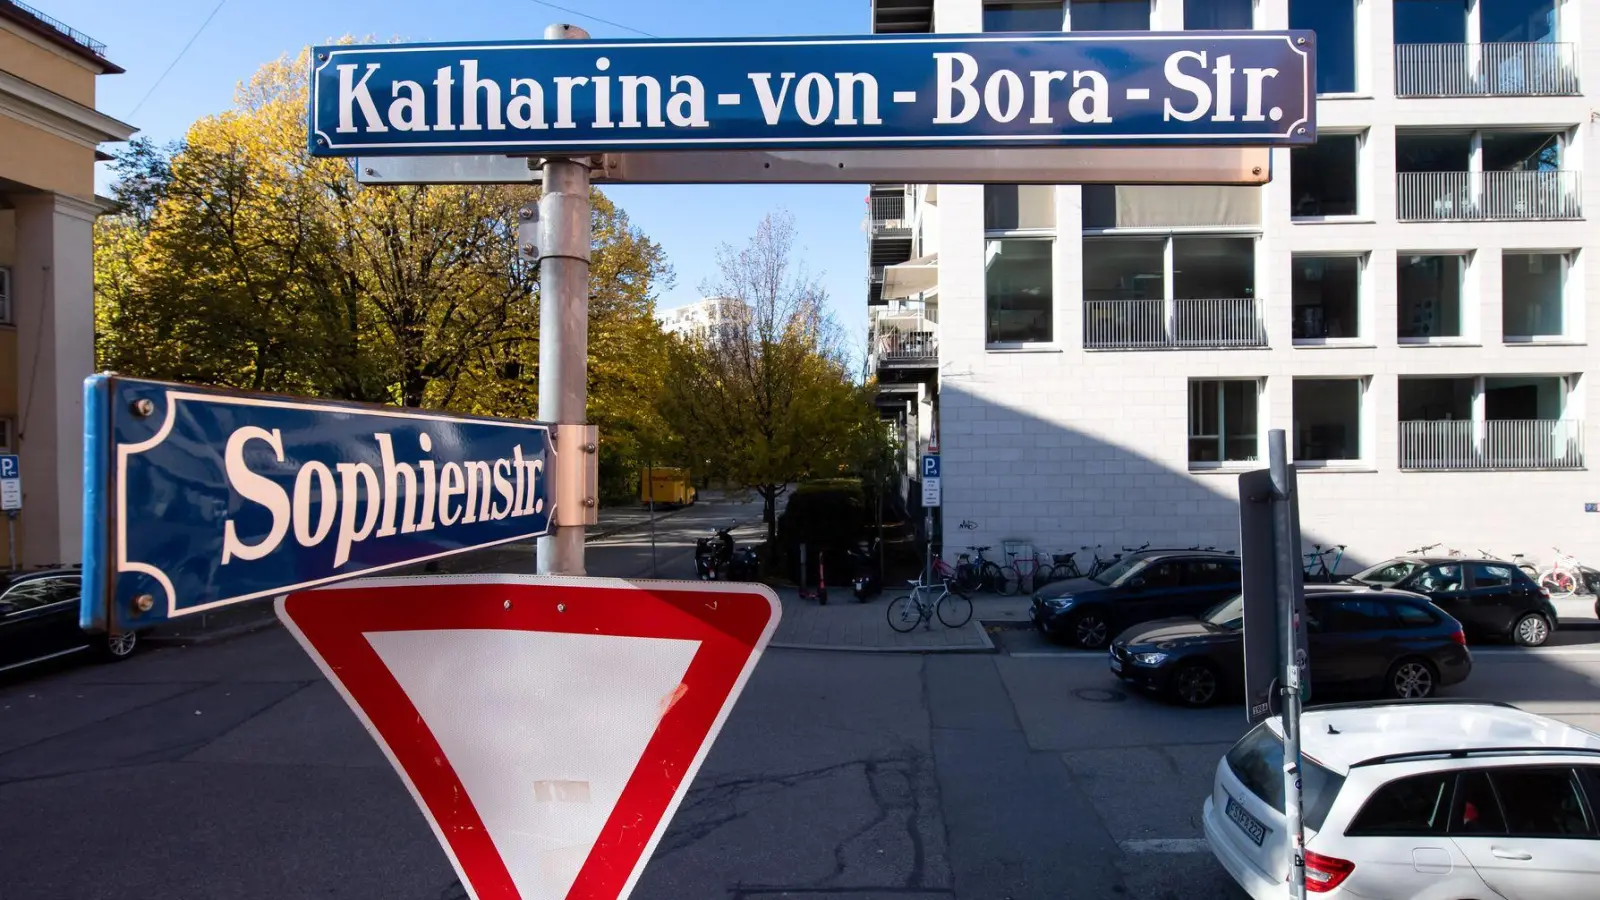 Katharina-von-Bora-Str.
Sophienstr.
P
P